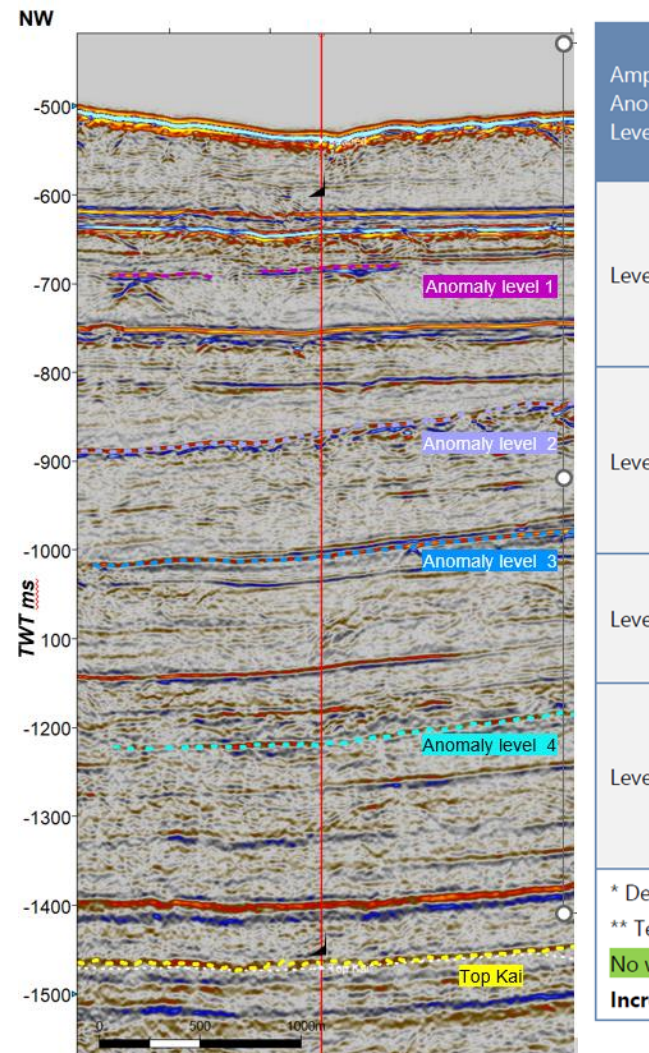 NW
-500
-600
-700
-800
-900
-1000
100
-1200
-1300
-1400
-1500
TWT ms
Anomaly level 1
Anomaly level 2
Anomaly level 3
Anomaly level 4
Top Kai
Top Kai
0 500 1000m
Amp
Ano
Leve
Leve
Leve
Leve
Leve
* De
** Te
No v
Incr